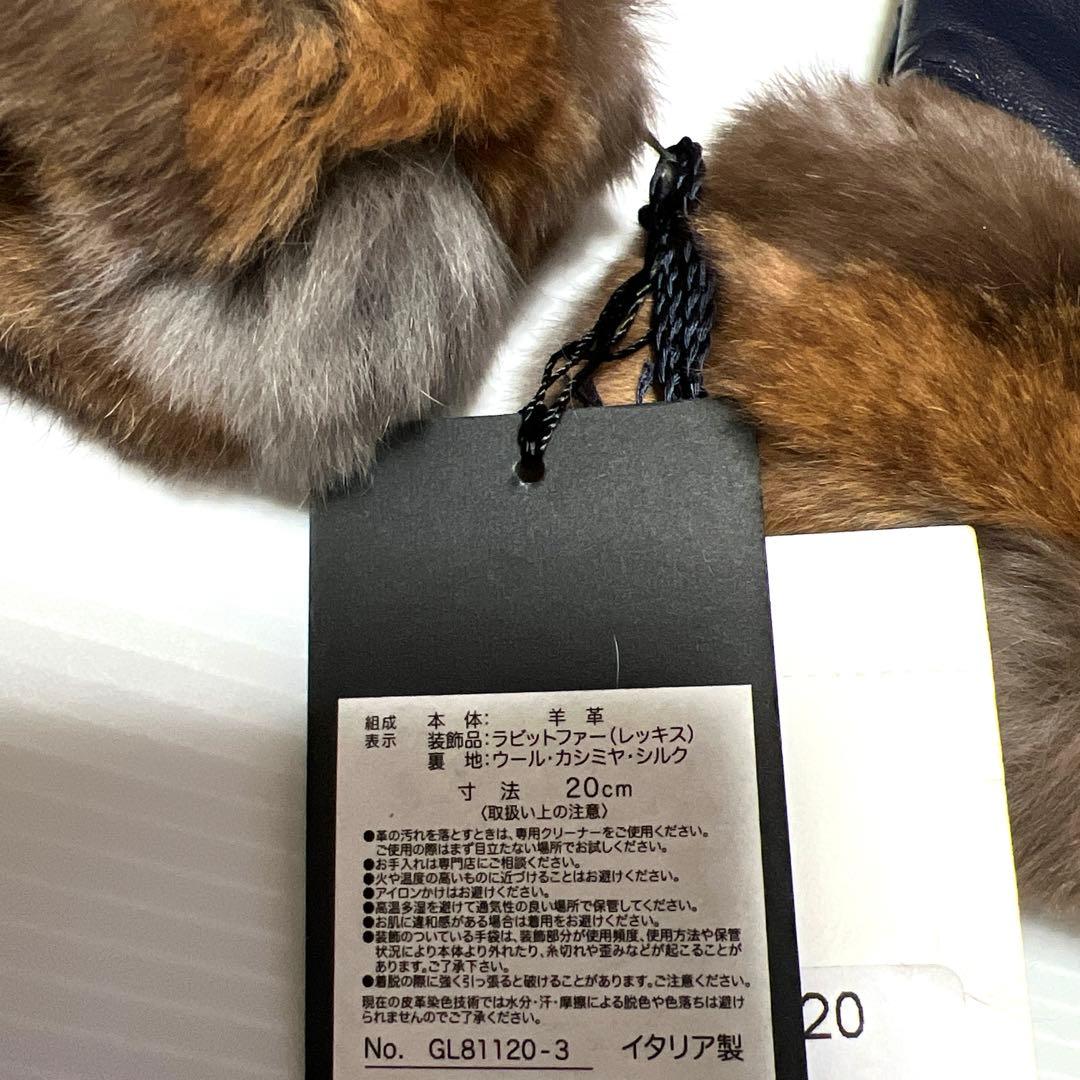 組成 本 体: 羊 革
表示 装飾品:ラビットファー(レッキス)
裏 地:ウール・カシミヤ・シルク
寸 法 20cm
〈取扱い上の注意〉
●革の汚れを落とすときは、専用クリーナーをご使用ください。
ご使用の際はまず目立たない場所でお試しください。
●お手入れは専門店にご相談ください。
●火や温度の高いものに近づけることはお避けください。
●アイロンかけはお避けください。
●高温多湿を避けて通気性の良い場所で保管してください。
●お肌に違和感がある場合は着用をお避けください。
●装飾のついている手袋は、装飾部分が使用頻度、使用方法や保管
状況により本体より外れたり、糸切れや歪みなどが起こることが
あります。ご了承下さい。
●着脱の際に強く引っ張ると破けることがあります。ご注意ください。
現在の皮革染色技術では水分・汗・摩擦による脱色や色落ちは避け
られませんのでご了承ください。
No. GL81120-3 イタリア製
20